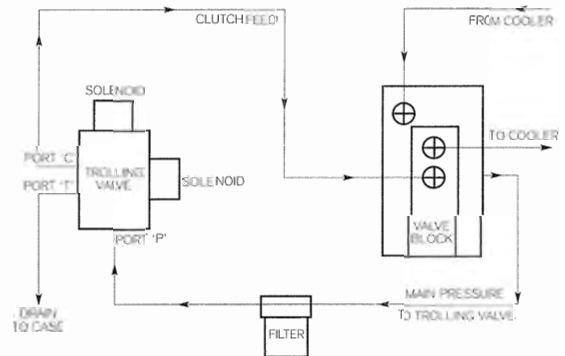 CLUTCH FEED
FROM COOLER
SOLENOID
TO COOLER
PORT 'C'
TROLLING
VALVE
PORT 'T'
SOLENOID
VALVE
BLOCK
PORT 'P'
MAIN PRESSURE
TO TROLLING VALVE
DRAIN
TO CASE
FILTER